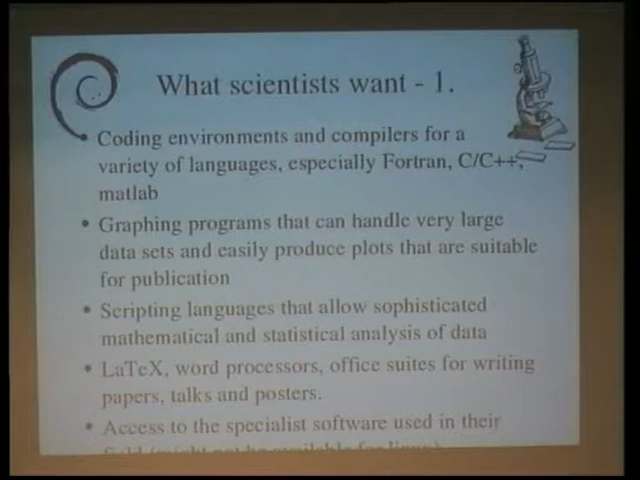 What scientists want - 1.
• Coding environments and compilers for a
variety of languages, especially Fortran, C/C++,
matlab
• Graphing programs that can handle very large
data sets and easily produce plots that are suitable
for publication
• Scripting languages that allow sophisticated
mathematical and statistical analysis of data
• LaTeX, word processors, office suites for writing
papers, talks and posters.
• Access to the specialist software used in their